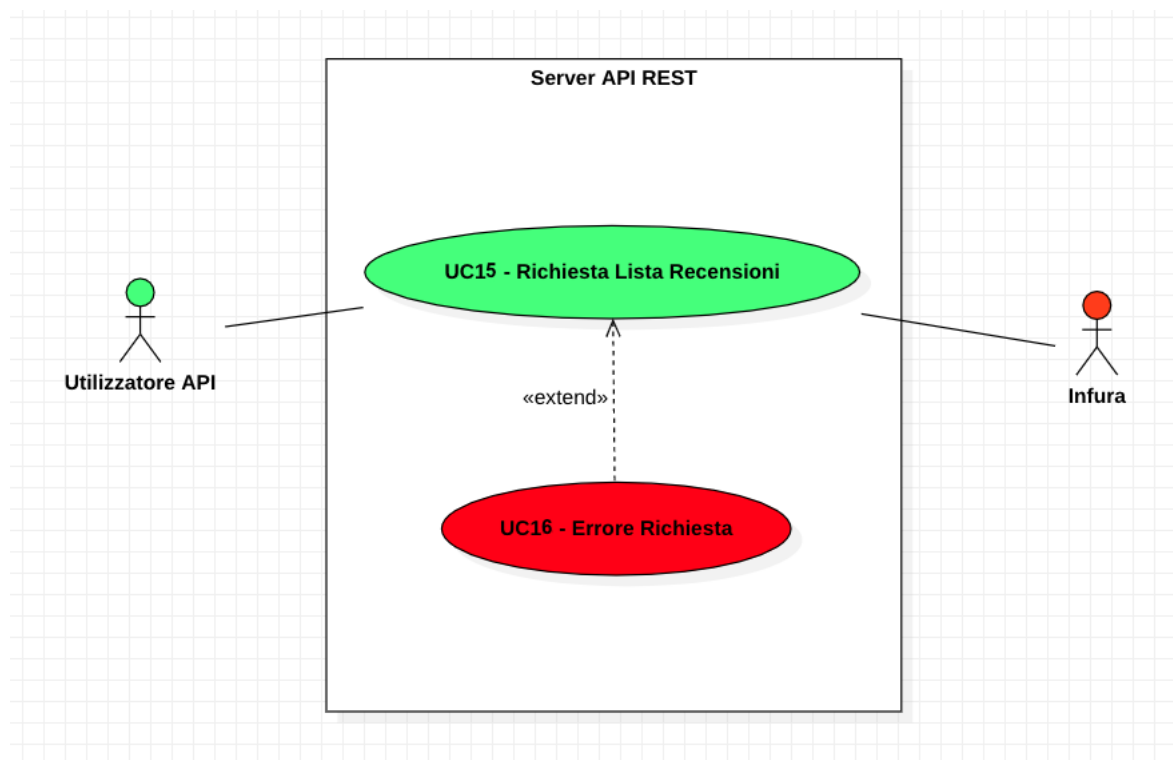 Server API REST
UC15 - Richiesta Lista Recensioni
Utilizzatore API
«extend»
Infura
UC16 - Errore Richiesta